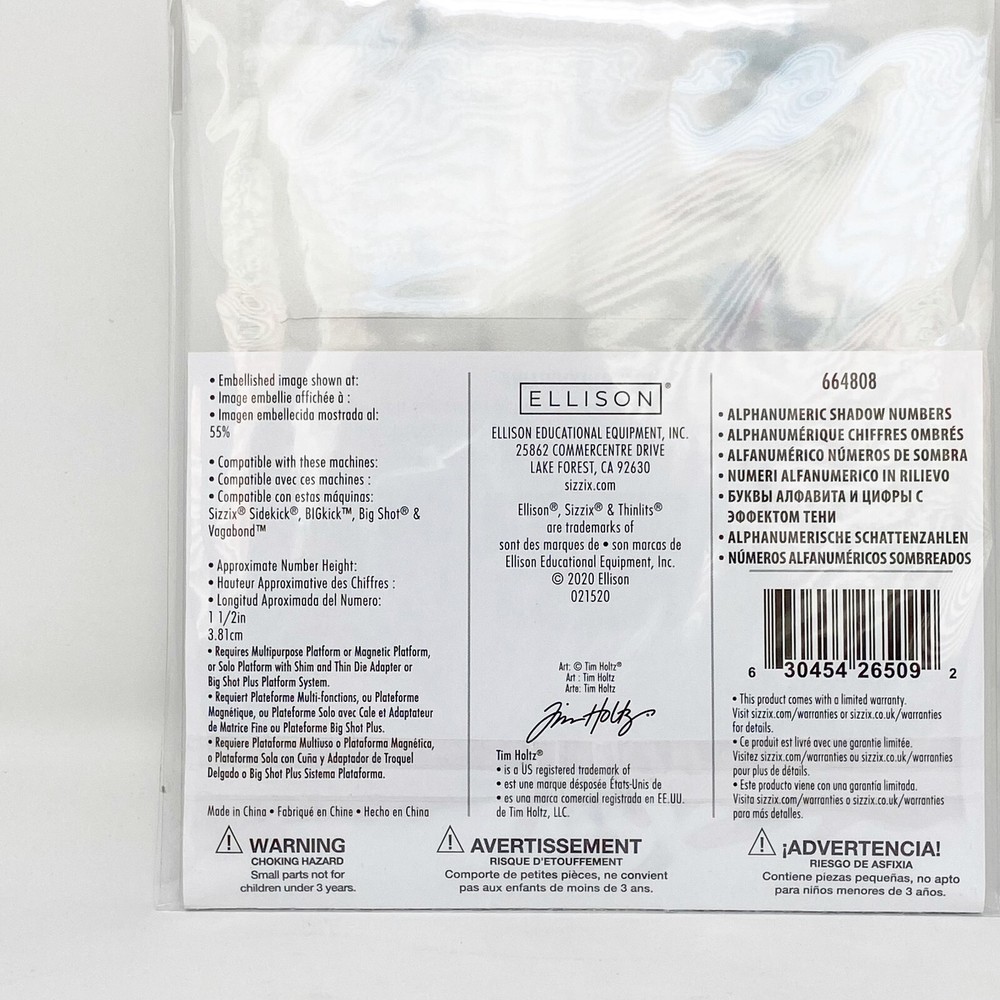 • Embellished image shown at:
• Image embellie affichée à :
• Imagen embellecida mostrada al:
55%
• Compatible with these machines:
• Compatible avec ces machines :
• Compatible con estas máquinas:
Sizzix® Sidekick®, BIGkick™, Big Shot® &
Vagabond™
• Approximate Number Height:
• Hauteur Approximative des Chiffres :
• Longitud Aproximada del Numero:
1 1/2in
3.81cm
• Requires Multipurpose Platform or Magnetic Platform,
or Solo Platform with Shim and Thin Die Adapter or
Big Shot Plus Platform System.
• Requiert Plateforme Multi-fonctions, ou Plateforme
Magnétique, ou Plateforme Solo avec Cale et Adaptateur
de Matrice Fine ou Plateforme Big Shot Plus.
• Requiere Plataforma Multiuso o Plataforma Magnética,
o Plataforma Solo con Cuña y Adaptador de Troquel
Delgado o Big Shot Plus Sistema Plataforma.
Made in China • Fabriqué en Chine • Hecho en China
ELLISON®
ELLISON EDUCATIONAL EQUIPMENT, INC.
25862 COMMERCENTRE DRIVE
LAKE FOREST, CA 92630
sizzix.com
Ellison®, Sizzix® & Thinlits®
are trademarks of
sont des marques de • son marcas de
Ellison Educational Equipment, Inc.
© 2020 Ellison
021520
Art: © Tim Holtz®
Art : Tim Holtz
Arte: Tim Holtz
Tim Holtz
Tim Holtz®
• is a US registered trademark of
• est une marque désposée États-Unis de
• es una marca comercial registrada en EE.UU.
de Tim Holtz, LLC.
664808
• ALPHANUMERIC SHADOW NUMBERS
• ALPHANUMÉRIQUE CHIFFRES OMBRÉS
• ALFANUMÉRICO NÚMEROS DE SOMBRA
• NUMERI ALFANUMERICO IN RILIEVO
• БУКВЫ АЛФАВИТА И ЦИФРЫ С
ЭФФЕКТОМ ТЕНИ
• ALPHANUMERISCHE SCHATTENZAHLEN
• NÚMEROS ALFANUMÉRICOS SOMBREADOS
6 30454 26509 2
• This product comes with a limited warranty.
Visit sizzix.com/warranties or sizzix.co.uk/warranties
for details.
• Ce produit est livré avec une garantie limitée.
Visitez sizzix.com/warranties ou sizzix.co.uk/warranties
pour plus de détails.
• Este producto viene con una garantía limitada.
Visita sizzix.com/warranties o sizzix.co.uk/warranties
para más detalles.
WARNING
CHOKING HAZARD
Small parts not for
children under 3 years.
AVERTISSEMENT
RISQUE D'ETOUFFEMENT
Comporte de petites pièces, ne convient
pas aux enfants de moins de 3 ans.
¡ADVERTENCIA!
RIESGO DE ASFIXIA
Contiene piezas pequeñas, no apto
para niños menores de 3 años.